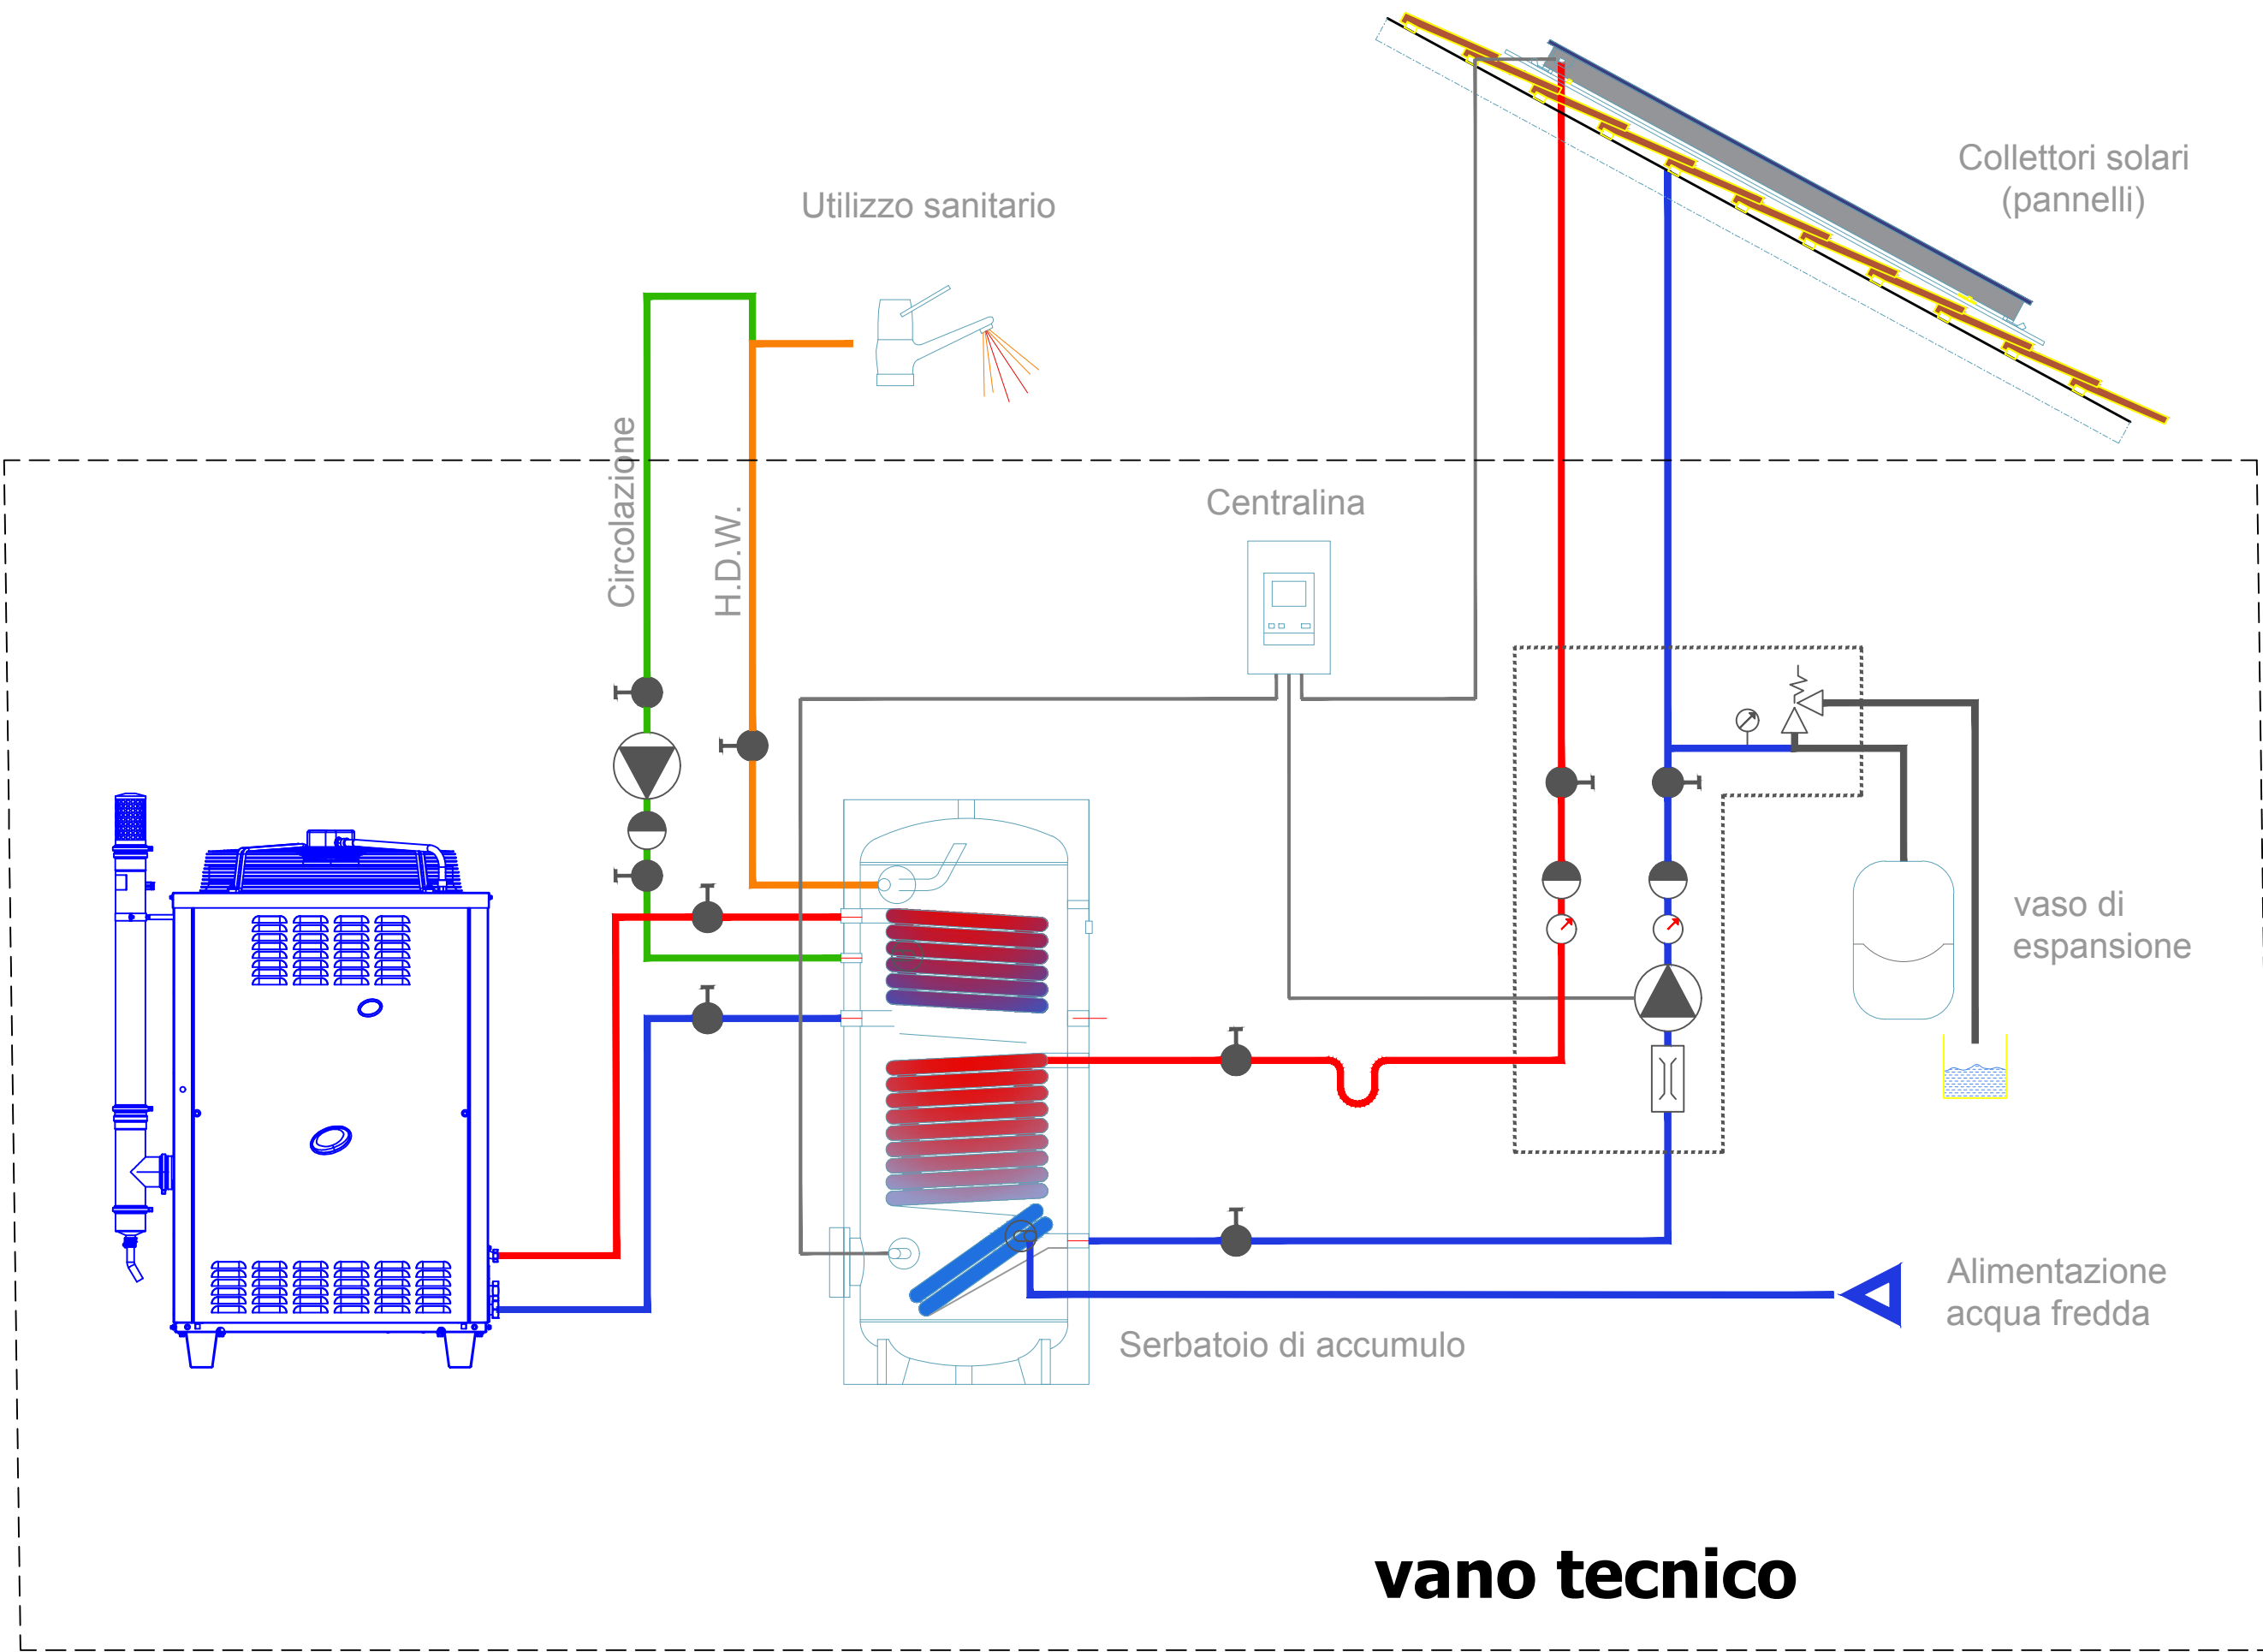 Collettori solari
(pannelli)
Utilizzo sanitario
Circolazione
H.D.W.
Centralina
vaso di
espansione
Alimentazione
acqua fredda
Serbatoio di accumulo
vano tecnico